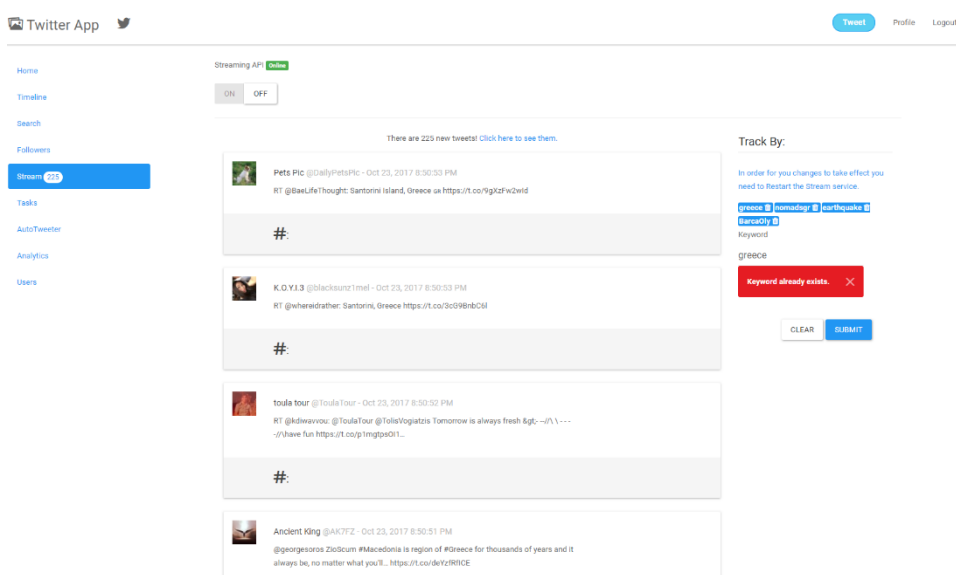 Twitter App
Tweet
Profile
Logout
Home
Timeline
Search
Followers
Stream 225
Tasks
AutoTweeter
Analytics
Users
Streaming API Online
ON OFF
There are 225 new tweets! Click here to see them.
Pets Pic @DailyPetsPic - Oct 23, 2017 8:50:53 PM
RT @BaeLifeThought: Santorini Island, Greece https://t.co/9gXzFw2wld
#:
K.O.Y.I.3 @blacksunz1mel - Oct 23, 2017 8:50:53 PM
RT @whereidrather: Santorini, Greece https://t.co/3cG9BnbC6l
#:
toula tour @ToulaTour - Oct 23, 2017 8:50:52 PM
RT @kdiwavvou: @ToulaTour @TolisVogiatzis Tomorrow is always fresh &gt;- --//\ \ - - -
-//\have fun https://t.co/p1mgtpsOI1...
#:
Ancient King @AK7FZ - Oct 23, 2017 8:50:51 PM
@georgesoros ZioScum #Macedonia is region of #Greece for thousands of years and it
always be, no matter what you'll... https://t.co/deYzfRflCE
Track By:
In order for you changes to take effect you
need to Restart the Stream service.
greece nomadsgr earthquake
BarcaOly
Keyword
greece
Keyword already exists.
CLEAR SUBMIT